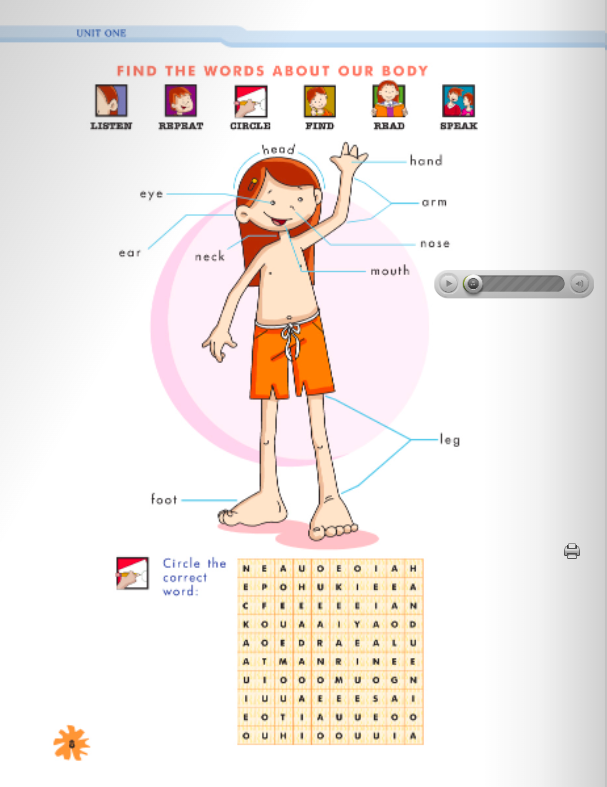 UNIT ONE
FIND THE WORDS ABOUT OUR BODY
LISTEN REPEAT CIRCLE FIND READ SPEAK
head
hand
eye
arm
ear
neck
nose
mouth
leg
foot
Circle the
correct
word:
N E A U O E O I A H
E P O H U K I E E A
C F E E E E E I A N
K O U A A I Y A O D
A O E D R A E A L U
A T M A N R I N E E
U I O O O M U O G N
I U U A E E E S A I
E O T I A U U E O O
O U H I O O U U I A
8